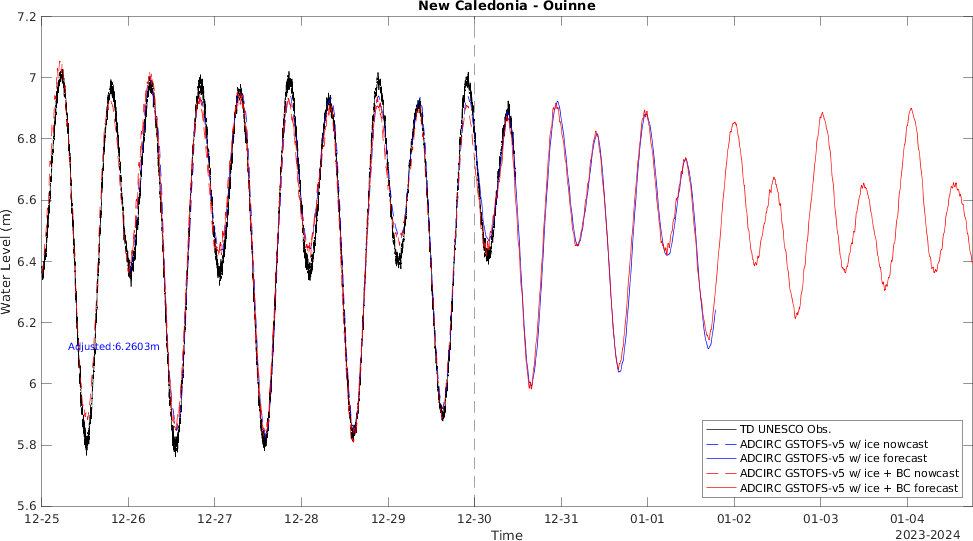 New Caledonia - Ouinne
7.2
7
6.8
6.6
6.4
6.2
6
5.8
5.6
Water Level (m)
Adjusted:6.2603m
TD UNESCO Obs.
ADCIRC GSTOFS-v5 w/ ice nowcast
ADCIRC GSTOFS-v5 w/ ice forecast
ADCIRC GSTOFS-v5 w/ ice + BC nowcast
ADCIRC GSTOFS-v5 w/ ice + BC forecast
12-25 12-26 12-27 12-28 12-29 12-30 12-31 01-01 01-02 01-03 01-04
Time
2023-2024